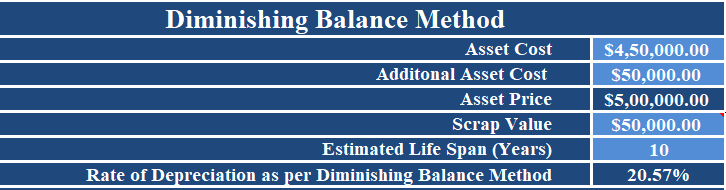 Diminishing Balance Method
Asset Cost $4,50,000.00
Additonal Asset Cost $50,000.00
Asset Price $5,00,000.00
Scrap Value $50,000.00
Estimated Life Span (Years) 10
Rate of Depreciation as per Diminishing Balance Method 20.57%